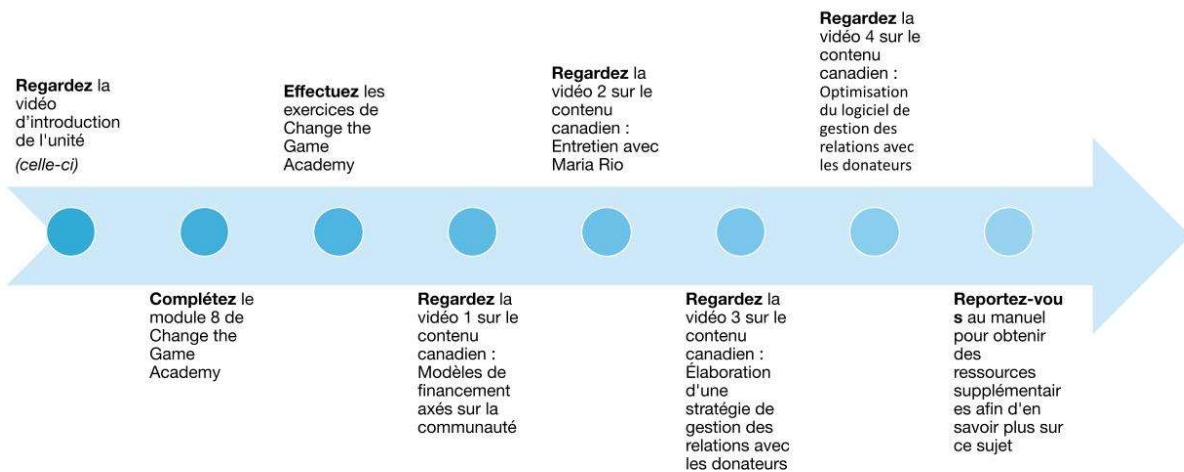 Regardez la
vidéo
d'introduction
de l'unité
(celle-ci)
Complétez le
module 8 de
Change the
Game
Academy
Effectuez les
exercices de
Change the
Game
Academy
Regardez la
vidéo 1 sur le
contenu
canadien :
Modèles de
financement
axés sur la
communauté
Regardez la
vidéo 2 sur le
contenu
canadien :
Entretien avec
Maria Rio
Regardez la
vidéo 3 sur le
contenu
canadien :
Élaboration
d'une
stratégie de
gestion des
relations avec
les donateurs
Regardez la
vidéo 4 sur le
contenu
canadien :
Optimisation
du logiciel de
gestion des
relations avec
les donateurs
Reportez-vou
s au manuel
pour obtenir
des
ressources
supplémentair
es afin d'en
savoir plus sur
ce sujet